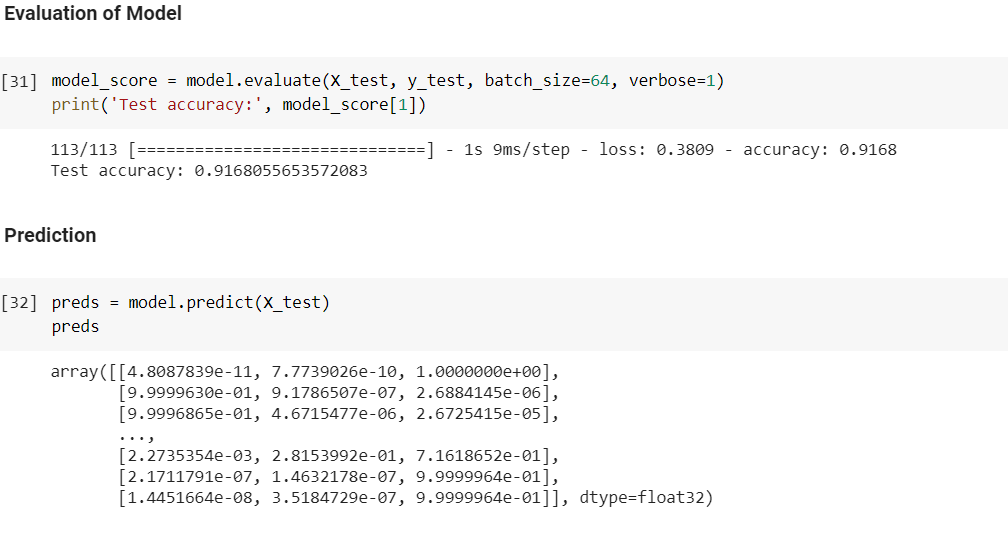 Evaluation of Model
[31] model_score = model.evaluate(X_test, y_test, batch_size=64, verbose=1)
print('Test accuracy:', model_score[1])
113/113 [==============================] - 1s 9ms/step - loss: 0.3809 - accuracy: 0.9168
Test accuracy: 0.9168055653572083
Prediction
[32] preds = model.predict(X_test)
preds
array([[4.8087839e-11, 7.7739026e-10, 1.0000000e+00],
[9.9999630e-01, 9.1786507e-07, 2.6884145e-06],
[9.9996865e-01, 4.6715477e-06, 2.6725415e-05],
...,
[2.2735354e-03, 2.8153992e-01, 7.1618652e-01],
[2.1711791e-07, 1.4632178e-07, 9.9999964e-01],
[1.4451664e-08, 3.5184729e-07, 9.9999964e-01]], dtype=float32)